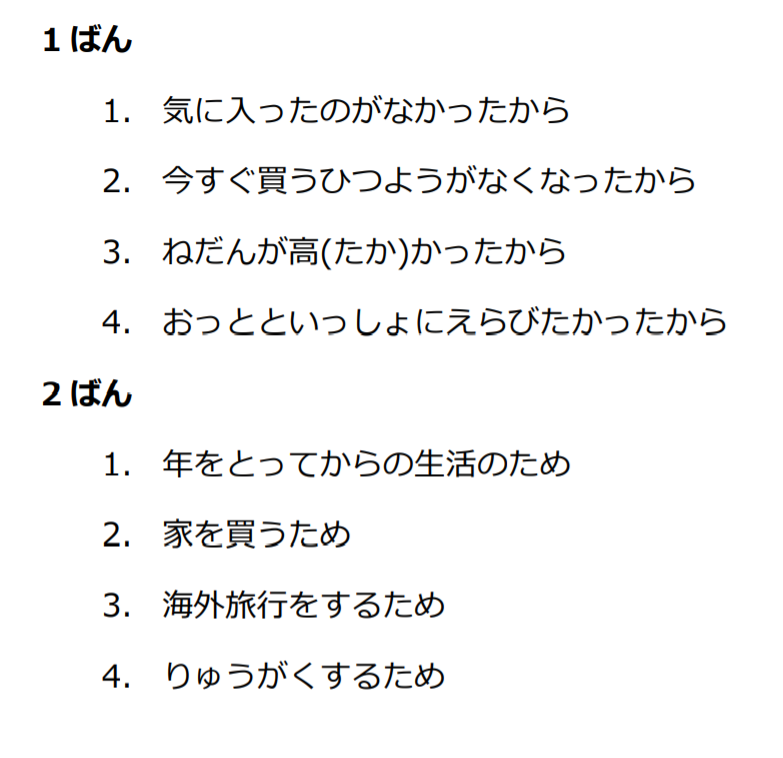 1ばん
1. 気に入ったのがなかったから
2. 今すぐ買うひつようがなくなったから
3. ねだんが高(たか)かったから
4. おっとといっしょにえらびたかったから
2ばん
1. 年をとってからの生活のため
2. 家を買うため
3. 海外旅行をするため
4. りゅうがくするため